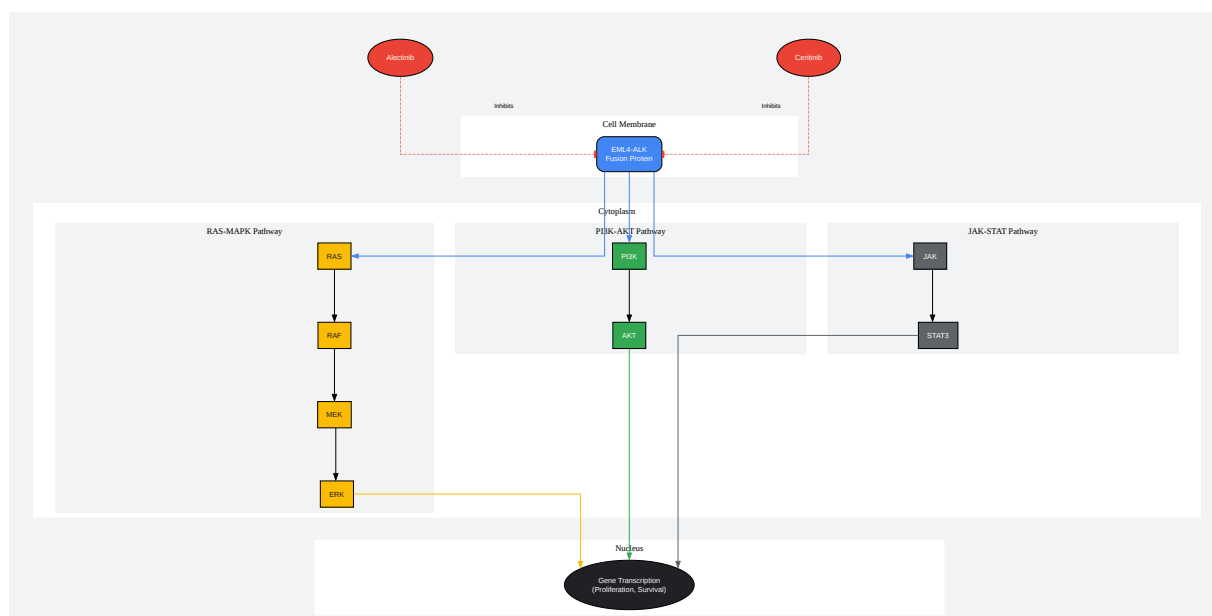 Alectinib
Ceritinib
Inhibits
Inhibits
Cell Membrane
EML4-ALK
Fusion Protein
Cytoplasm
RAS-MAPK Pathway
PI3K-AKT Pathway
JAK-STAT Pathway
RAS
PI3K
JAK
RAF
AKT
STAT3
MEK
ERK
Nucleus
Gene Transcription
(Proliferation, Survival)